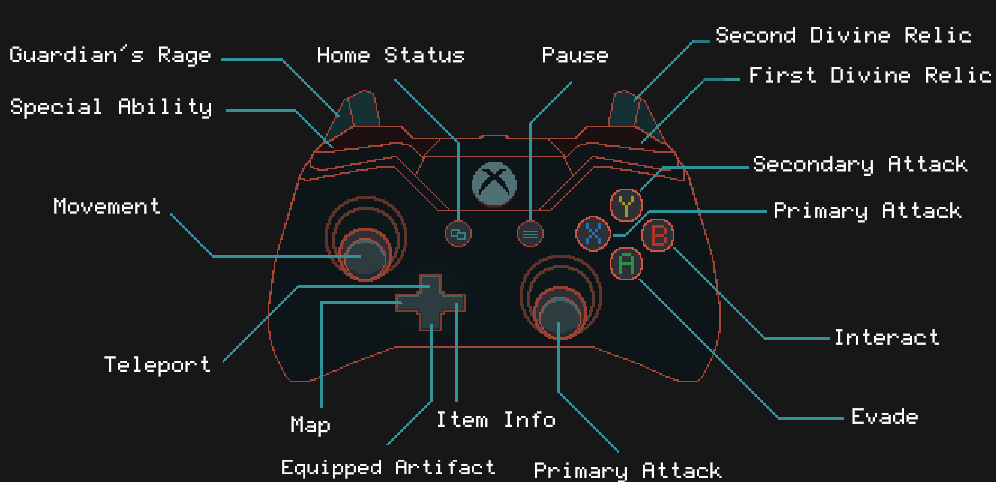 Guardian's Rage
Home Status
Pause
Second Divine Relic
First Divine Relic
Special Ability
Secondary Attack
Movement
Primary Attack
Y
X
B
A
Teleport
Interact
Map
Item Info
Evade
Equipped Artifact
Primary Attack